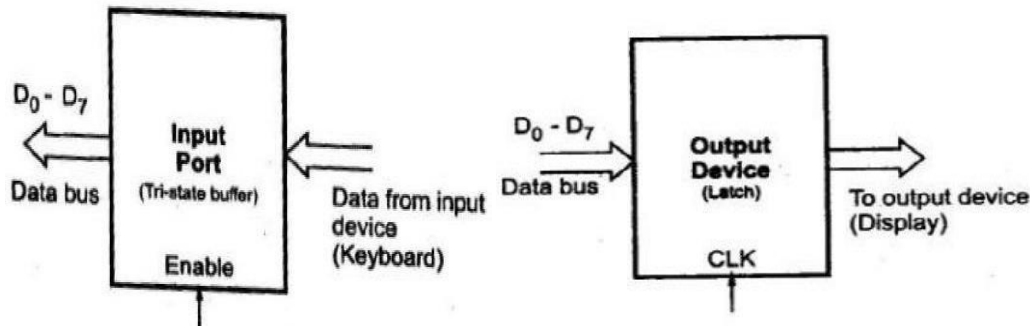 D0 - D7
Data bus
Input
Port
(Tri-state buffer)
Enable
Data from input
device
(Keyboard)
D0 - D7
Data bus
Output
Device
(Latch)
CLK
To output device
(Display)